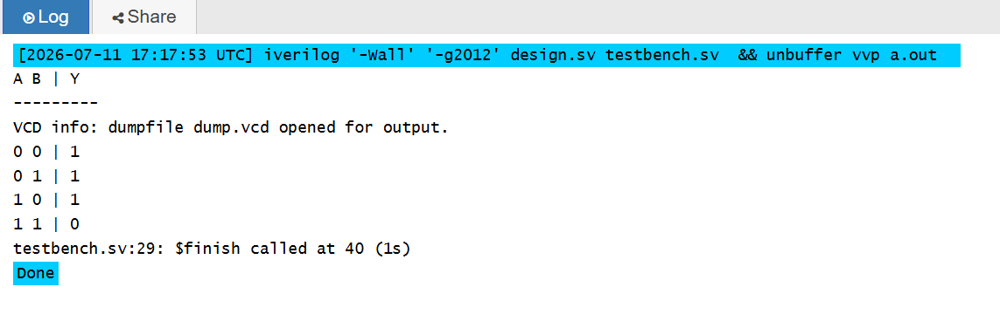 Log Share
[2026-07-11 17:17:53 UTC] iverilog '-Wall' '-g2012' design.sv testbench.sv  && unbuffer vvp a.out
A B | Y
---------
VCD info: dumpfile dump.vcd opened for output.
0 0 | 1
0 1 | 1
1 0 | 1
1 1 | 0
testbench.sv:29: $finish called at 40 (1s)
Done